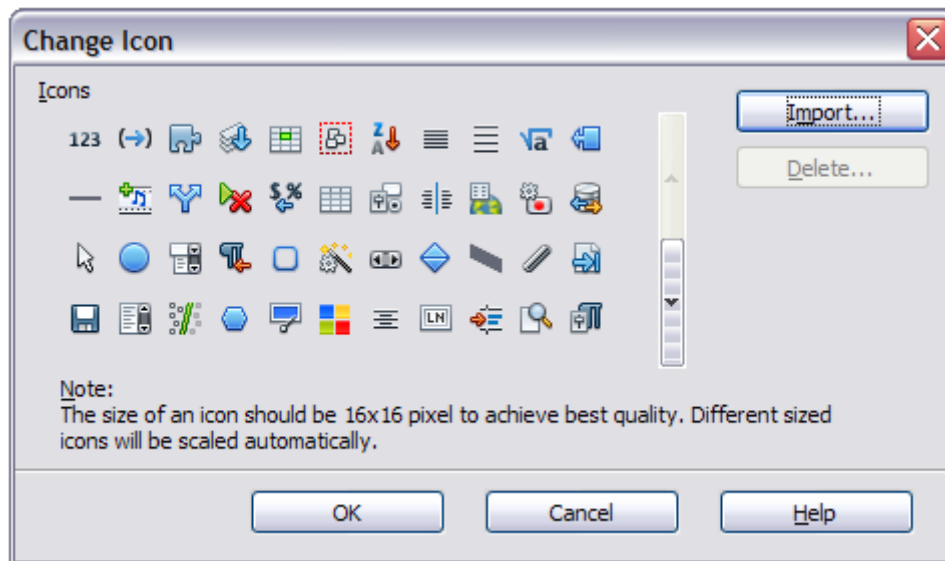 Change Icon
Icons
Import...
Delete...
123
Z
A
√a
$ %
LN
Note:
The size of an icon should be 16x16 pixel to achieve best quality. Different sized
icons will be scaled automatically.
OK
Cancel
Help